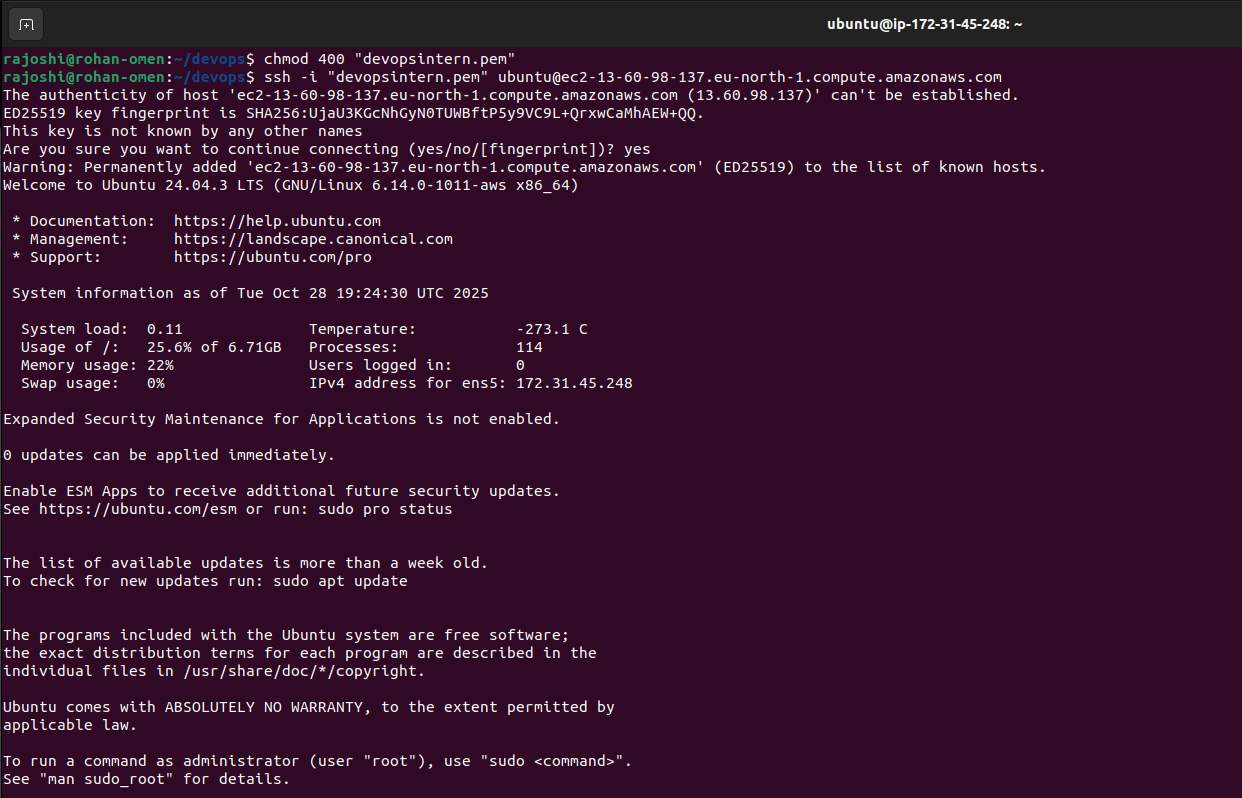 ubuntu@ip-172-31-45-248: ~
rajoshi@rohan-omen:~/devops$ chmod 400 "devopsintern.pem"
rajoshi@rohan-omen:~/devops$ ssh -i "devopsintern.pem" ubuntu@ec2-13-60-98-137.eu-north-1.compute.amazonaws.com
The authenticity of host 'ec2-13-60-98-137.eu-north-1.compute.amazonaws.com (13.60.98.137)' can't be established.
ED25519 key fingerprint is SHA256:UjaU3KGcNhGyN0TUWBftP5y9VC9L+QrxwCaMhAEW+QQ.
This key is not known by any other names
Are you sure you want to continue connecting (yes/no/[fingerprint])? yes
Warning: Permanently added 'ec2-13-60-98-137.eu-north-1.compute.amazonaws.com' (ED25519) to the list of known hosts.
Welcome to Ubuntu 24.04.3 LTS (GNU/Linux 6.14.0-1011-aws x86_64)

 * Documentation:  https://help.ubuntu.com
 * Management:     https://landscape.canonical.com
 * Support:        https://ubuntu.com/pro

 System information as of Tue Oct 28 19:24:30 UTC 2025

  System load:  0.11              Temperature:           -273.1 C
  Usage of /:   25.6% of 6.71GB   Processes:             114
  Memory usage: 22%               Users logged in:       0
  Swap usage:   0%                IPv4 address for ens5: 172.31.45.248

Expanded Security Maintenance for Applications is not enabled.

0 updates can be applied immediately.

Enable ESM Apps to receive additional future security updates.
See https://ubuntu.com/esm or run: sudo pro status


The list of available updates is more than a week old.
To check for new updates run: sudo apt update


The programs included with the Ubuntu system are free software;
the exact distribution terms for each program are described in the
individual files in /usr/share/doc/*/copyright.

Ubuntu comes with ABSOLUTELY NO WARRANTY, to the extent permitted by
applicable law.

To run a command as administrator (user "root"), use "sudo <command>".
See "man sudo_root" for details.